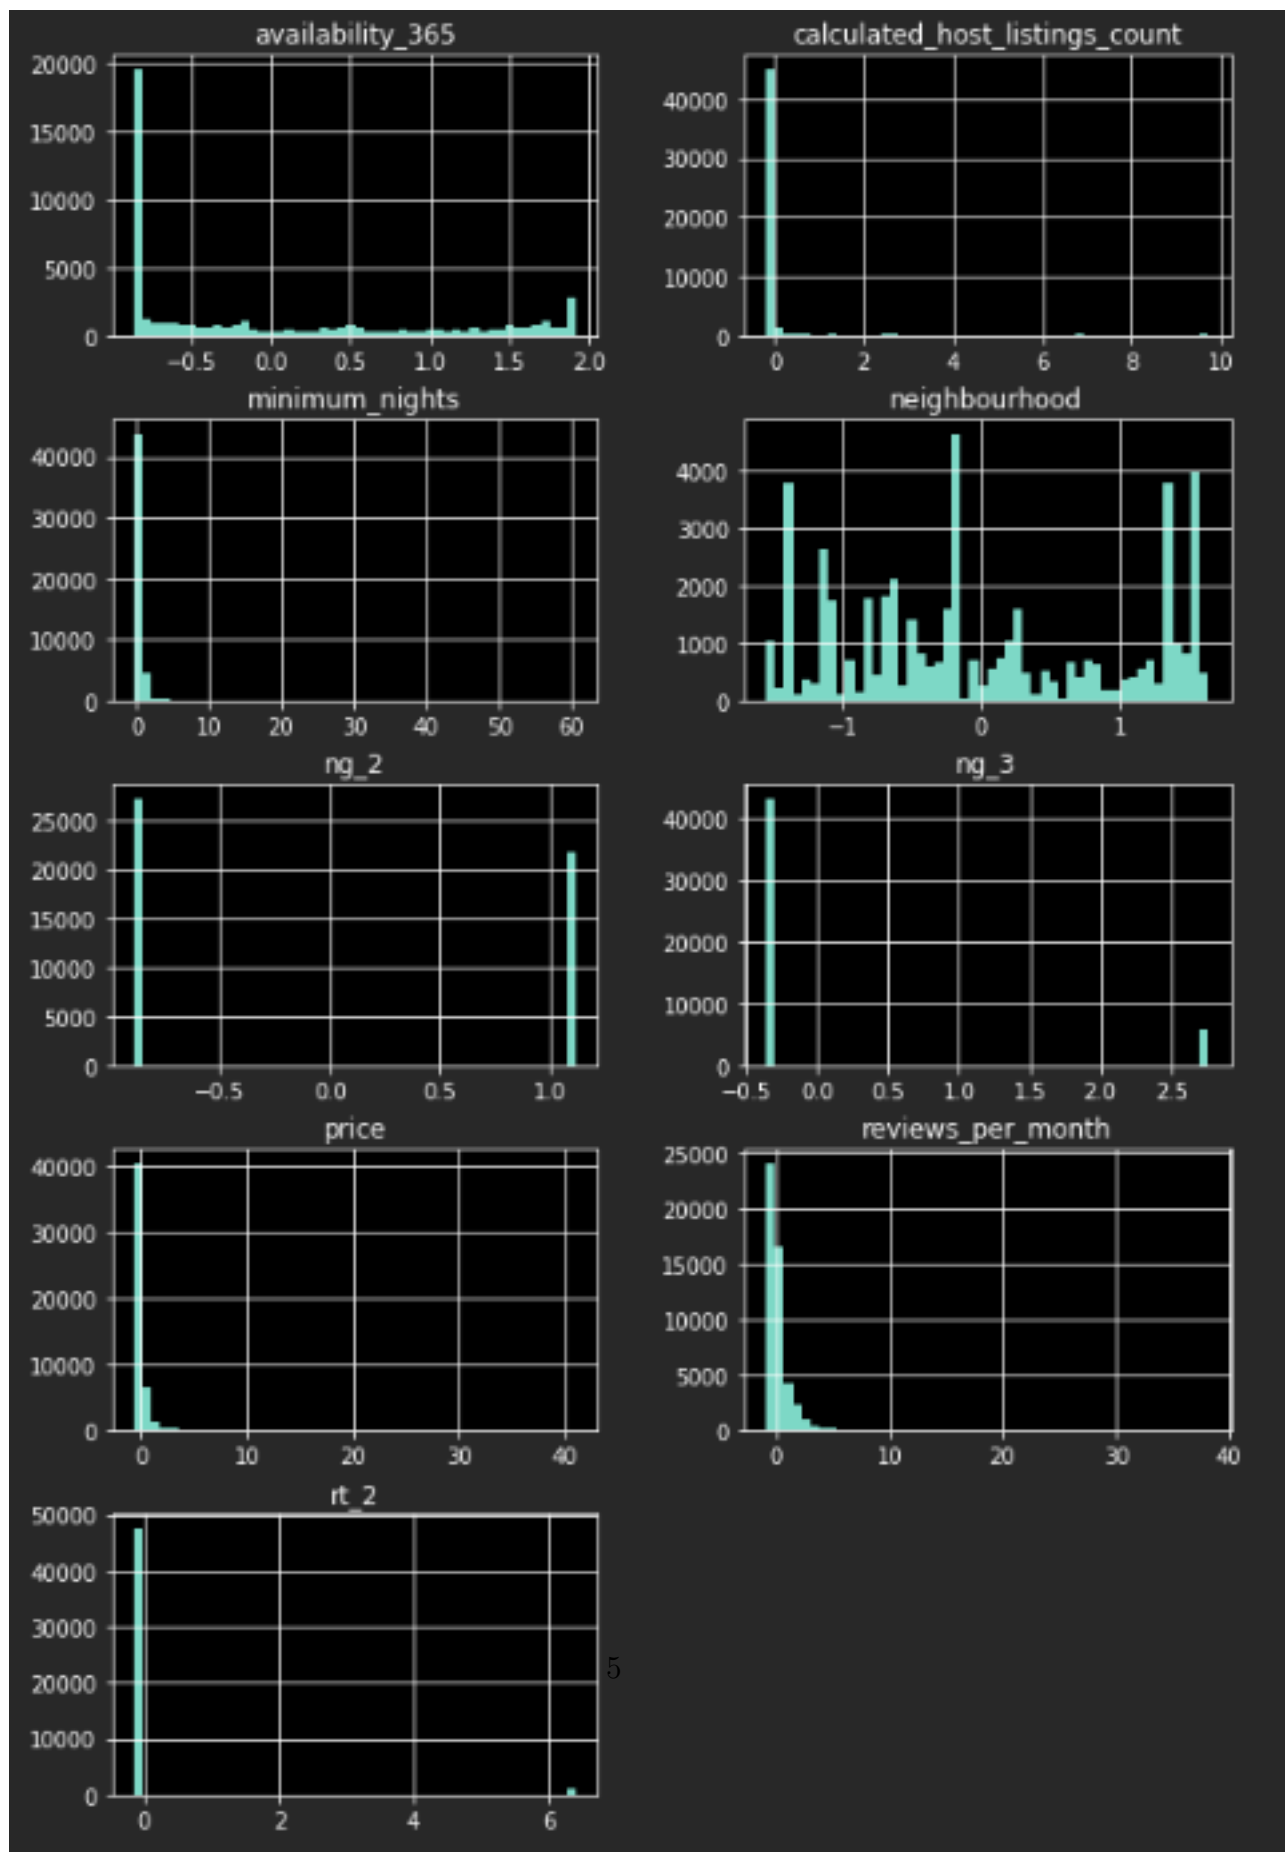 availability_365
20000
15000
10000
5000
0
−0.5 0.0 0.5 1.0 1.5 2.0
calculated_host_listings_count
40000
30000
20000
10000
0
0 2 4 6 8 10
minimum_nights
40000
30000
20000
10000
0
0 10 20 30 40 50 60
neighbourhood
4000
3000
2000
1000
0
−1 0 1
ng_2
25000
20000
15000
10000
5000
0
−0.5 0.0 0.5 1.0
ng_3
40000
30000
20000
10000
0
−0.5 0.0 0.5 1.0 1.5 2.0 2.5
price
40000
30000
20000
10000
0
0 10 20 30 40
reviews_per_month
25000
20000
15000
10000
5000
0
0 10 20 30 40
rt_2
50000
40000
30000
20000
10000
0
0 2 4 6
5